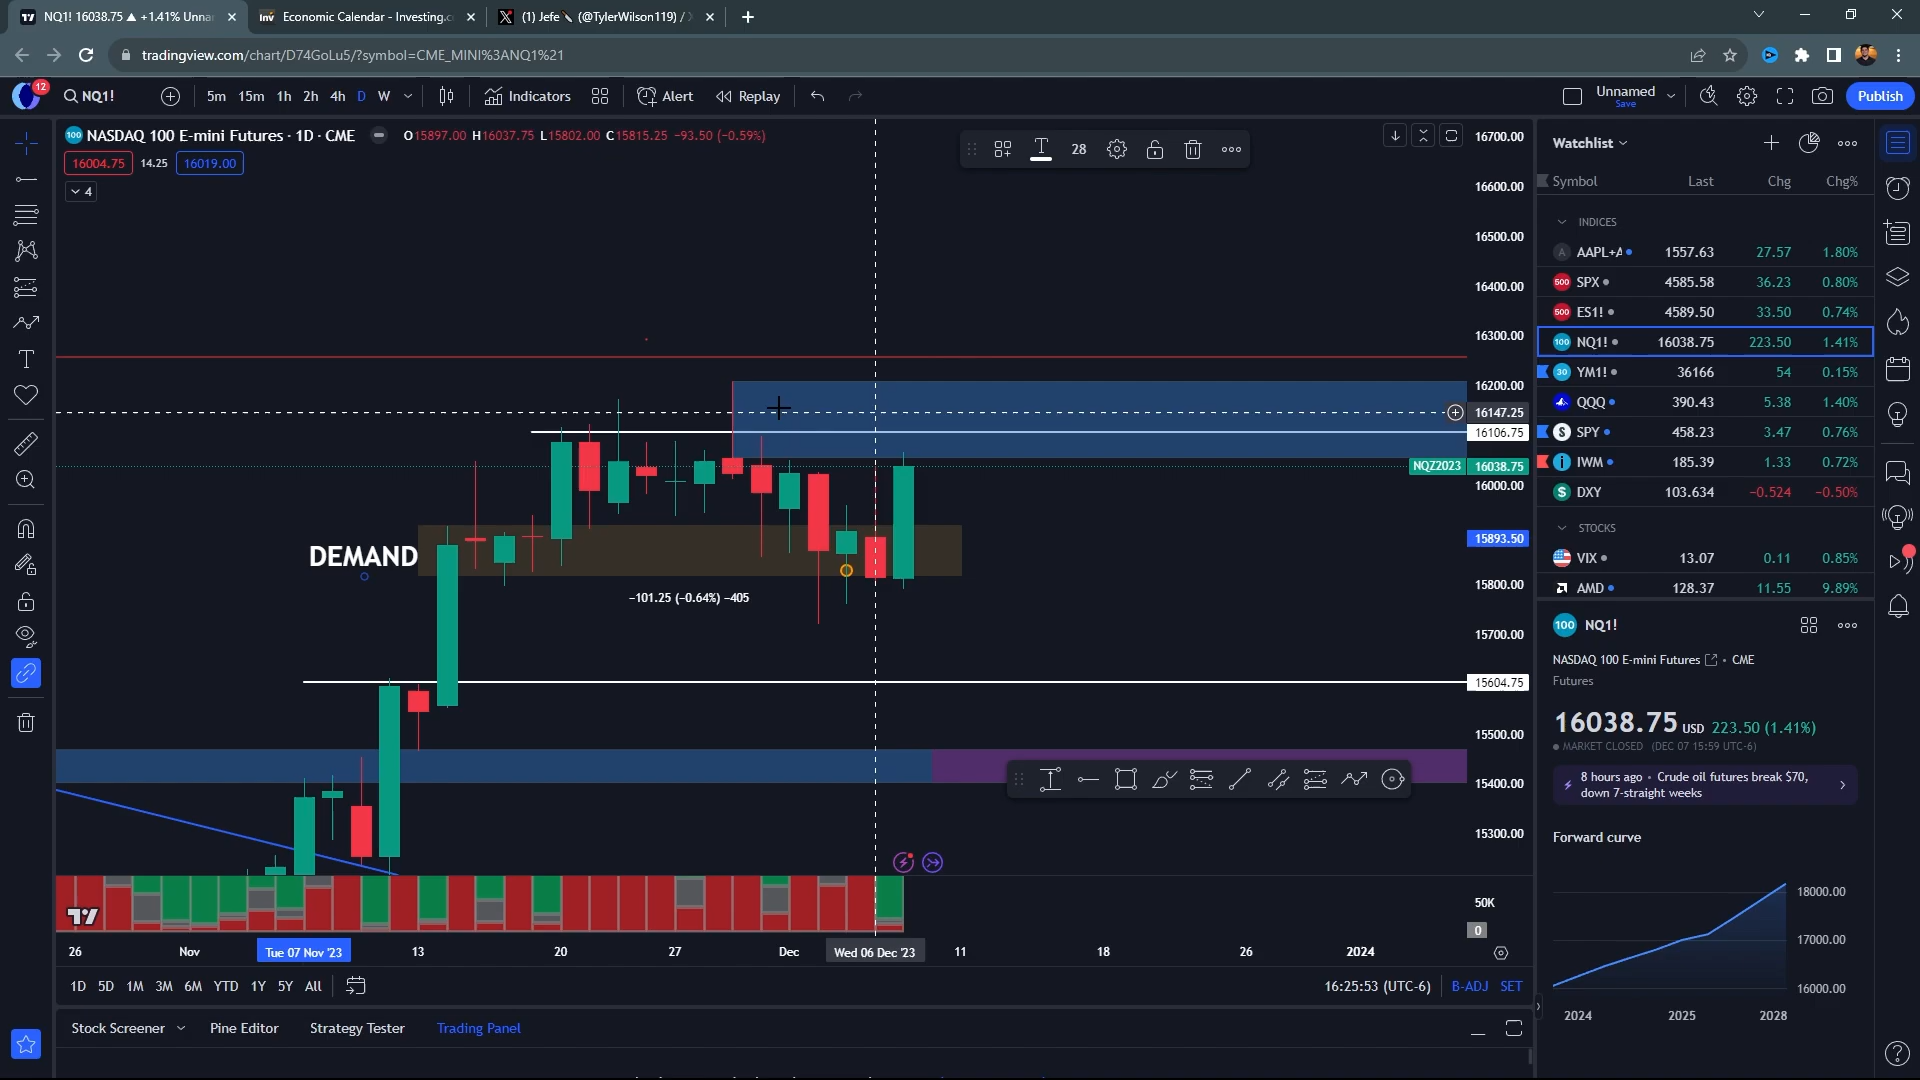 NQ1! 16038.75 ▲ +1.41% Unna
Economic Calendar - Investing.c
(1) Jefe (@TylerWilson119) / X
tradingview.com/chart/D74GoLu5/?symbol=CME_MINI%3ANQ1%21
12
NQ1!
5m 15m 1h 2h 4h D W
Indicators
Alert
Replay
Unnamed
Save
Publish
NASDAQ 100 E-mini Futures · 1D · CME
O15897.00 H16037.75 L15802.00 C15815.25 −93.50 (−0.59%)
16004.75 14.25 16019.00
4
28
16700.00
16600.00
16500.00
16400.00
16300.00
16200.00
16147.25
16106.75
NQZ2023 16038.75
16000.00
15893.50
15800.00
15700.00
15604.75
15500.00
15400.00
15300.00
50K
0
DEMAND
−101.25 (−0.64%) −405
26 Nov Tue 07 Nov '23 13 20 27 Dec Wed 06 Dec '23 11 18 26 2024
1D 5D 1M 3M 6M YTD 1Y 5Y All
16:25:53 (UTC-6) B-ADJ SET
Stock Screener Pine Editor Strategy Tester Trading Panel
Watchlist
Symbol Last Chg Chg%
INDICES
AAPL+A 1557.63 27.57 1.80%
500 SPX 4585.58 36.23 0.80%
500 ES1! 4589.50 33.50 0.74%
100 NQ1! 16038.75 223.50 1.41%
30 YM1! 36166 54 0.15%
QQQ 390.43 5.38 1.40%
S SPY 458.23 3.47 0.76%
IWM 185.39 1.33 0.72%
$ DXY 103.634 −0.524 −0.50%
STOCKS
VIX 13.07 0.11 0.85%
AMD 128.37 11.55 9.89%
100 NQ1!
NASDAQ 100 E-mini Futures • CME
Futures
16038.75 USD 223.50 (1.41%)
MARKET CLOSED (DEC 07 15:59 UTC-6)
8 hours ago • Crude oil futures break $70,
down 7-straight weeks
Forward curve
18000.00
17000.00
16000.00
2024 2025 2028